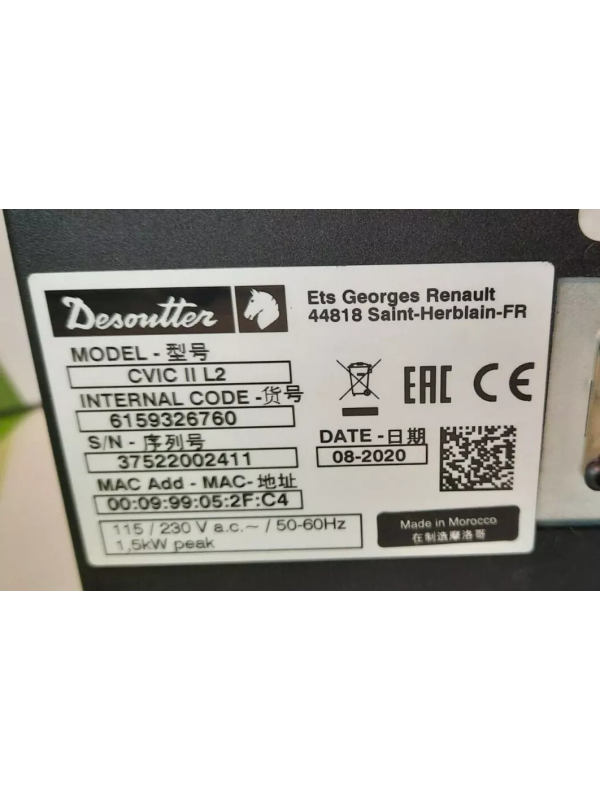 Desoutter
Ets Georges Renault
44818 Saint-Herblain-FR
MODEL - 型号
CVIC II L2
INTERNAL CODE - 货号
6159326760
S/N - 序列号
37522002411
MAC Add - MAC- 地址
00:09:99:05:2F:C4
115 / 230 V a.c.~ / 50-60Hz
1,5kW peak
EAC CE
DATE - 日期
08-2020
Made in Morocco
在制造摩洛哥